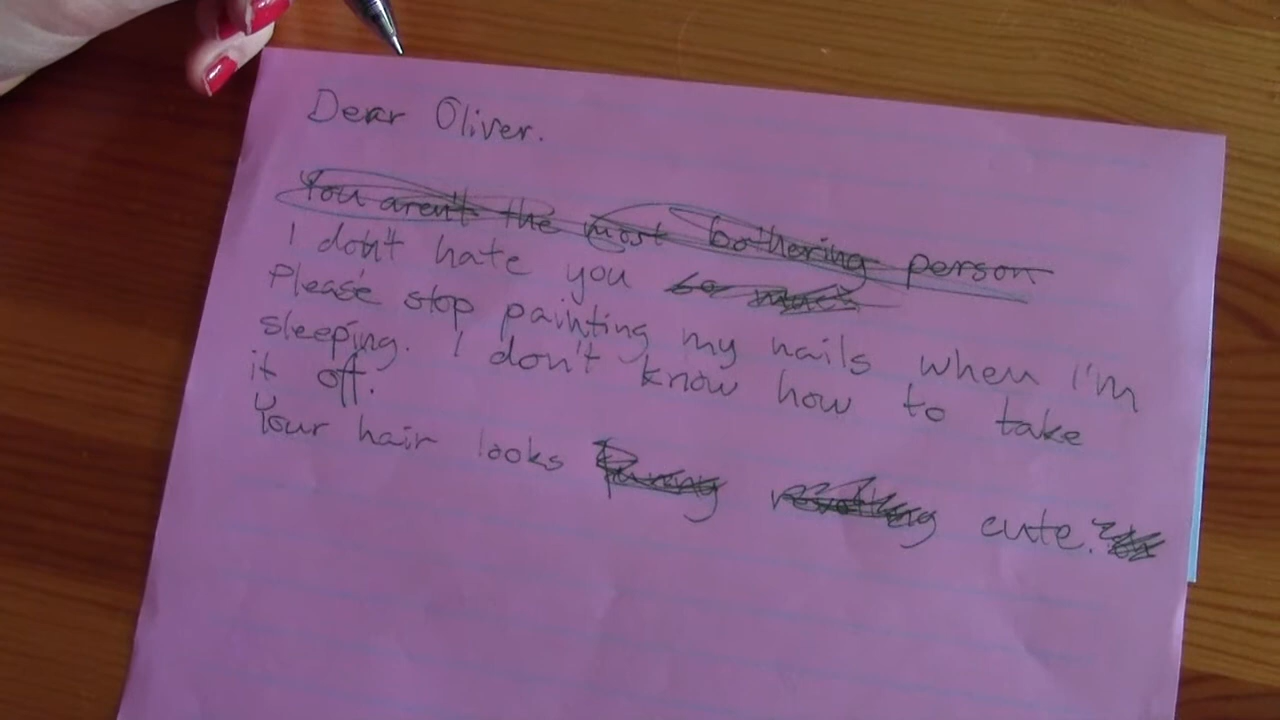 Dear Oliver.
You aren't the most bothering person
I don't hate you so much
Please stop painting my nails when I'm
sleeping. I don't know how to take
it off.
Your hair looks revolting cute.